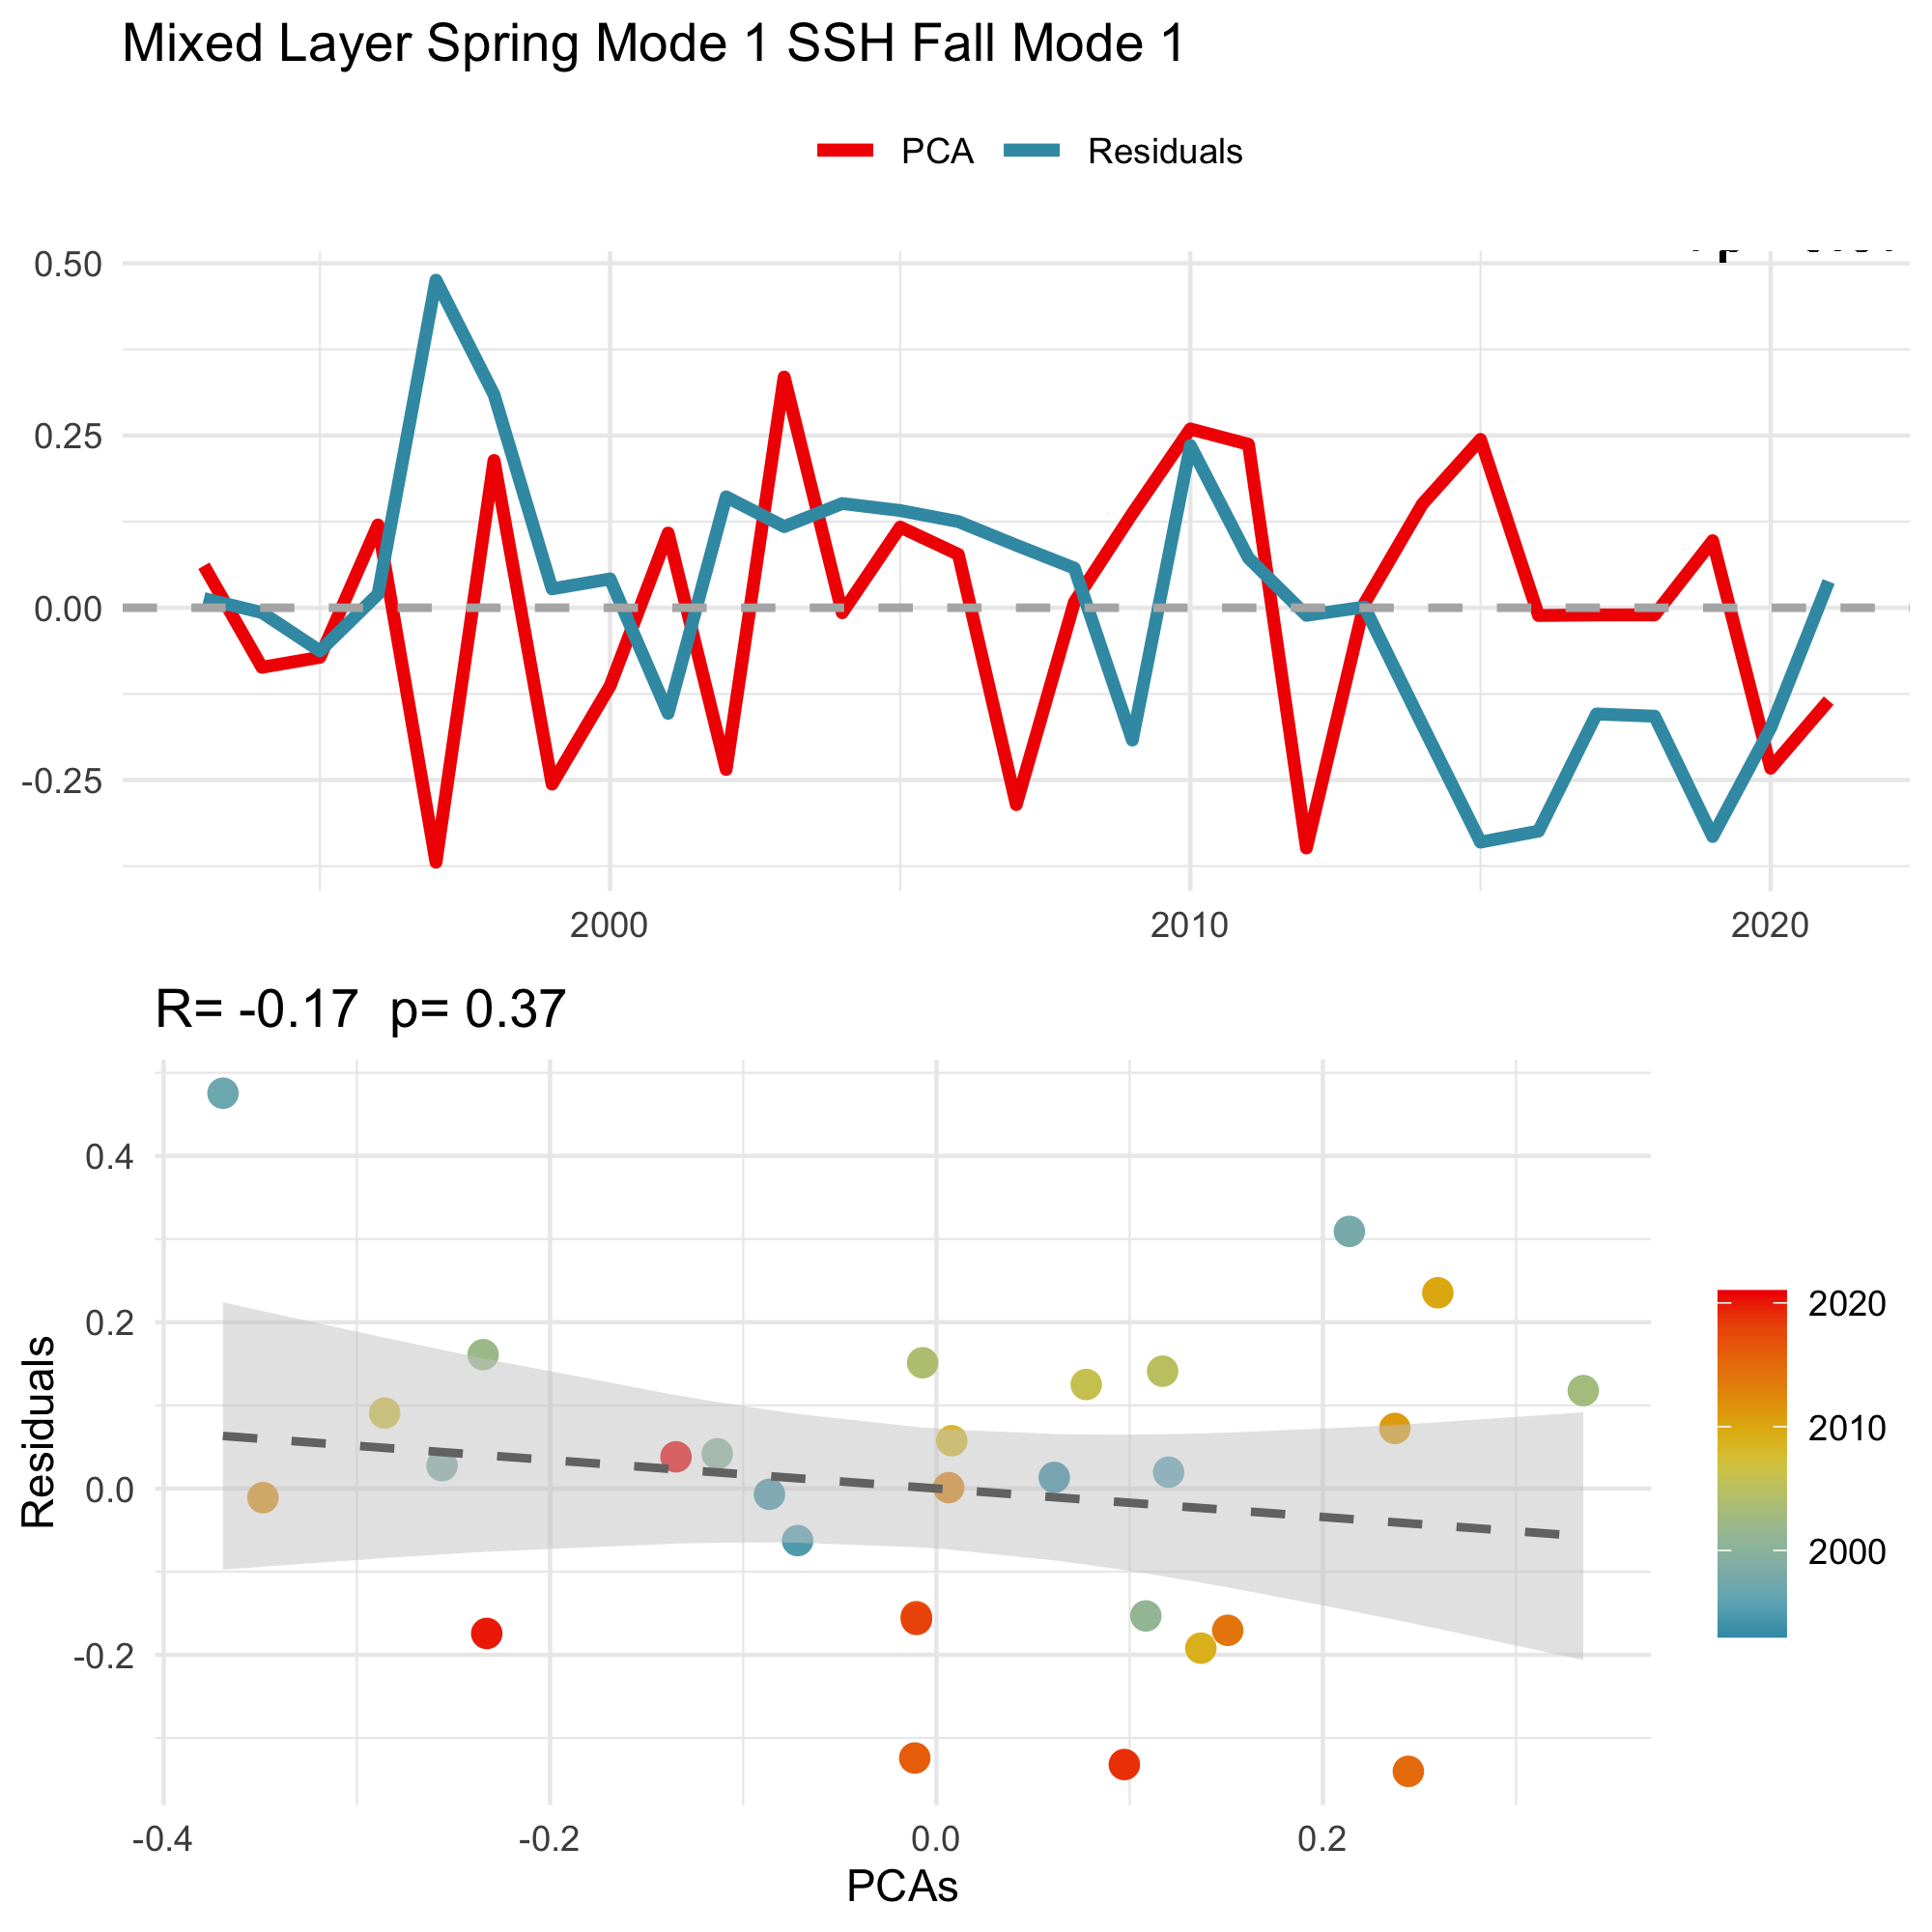 Mixed Layer Spring Mode 1 SSH Fall Mode 1
PCA Residuals
0.50
0.25
0.00
-0.25
2000 2010 2020
R= -0.17 p= 0.37
Residuals
0.4
0.2
0.0
-0.2
-0.4 -0.2 0.0 0.2
PCAs
2020
2010
2000